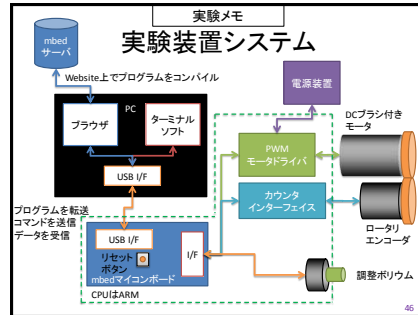 実験メモ
実験装置システム
mbed
サーバ
Website上でプログラムをコンパイル
PC
ブラウザ
ターミナル
ソフト
USB I/F
電源装置
DCブラシ付き
モータ
PWM
モータドライバ
カウンタ
インターフェイス
ロータリ
エンコーダ
プログラムを転送
コマンドを送信
データを受信
USB I/F
リセット
ボタン
I/F
mbedマイコンボード
CPUはARM
調整ボリウム
46